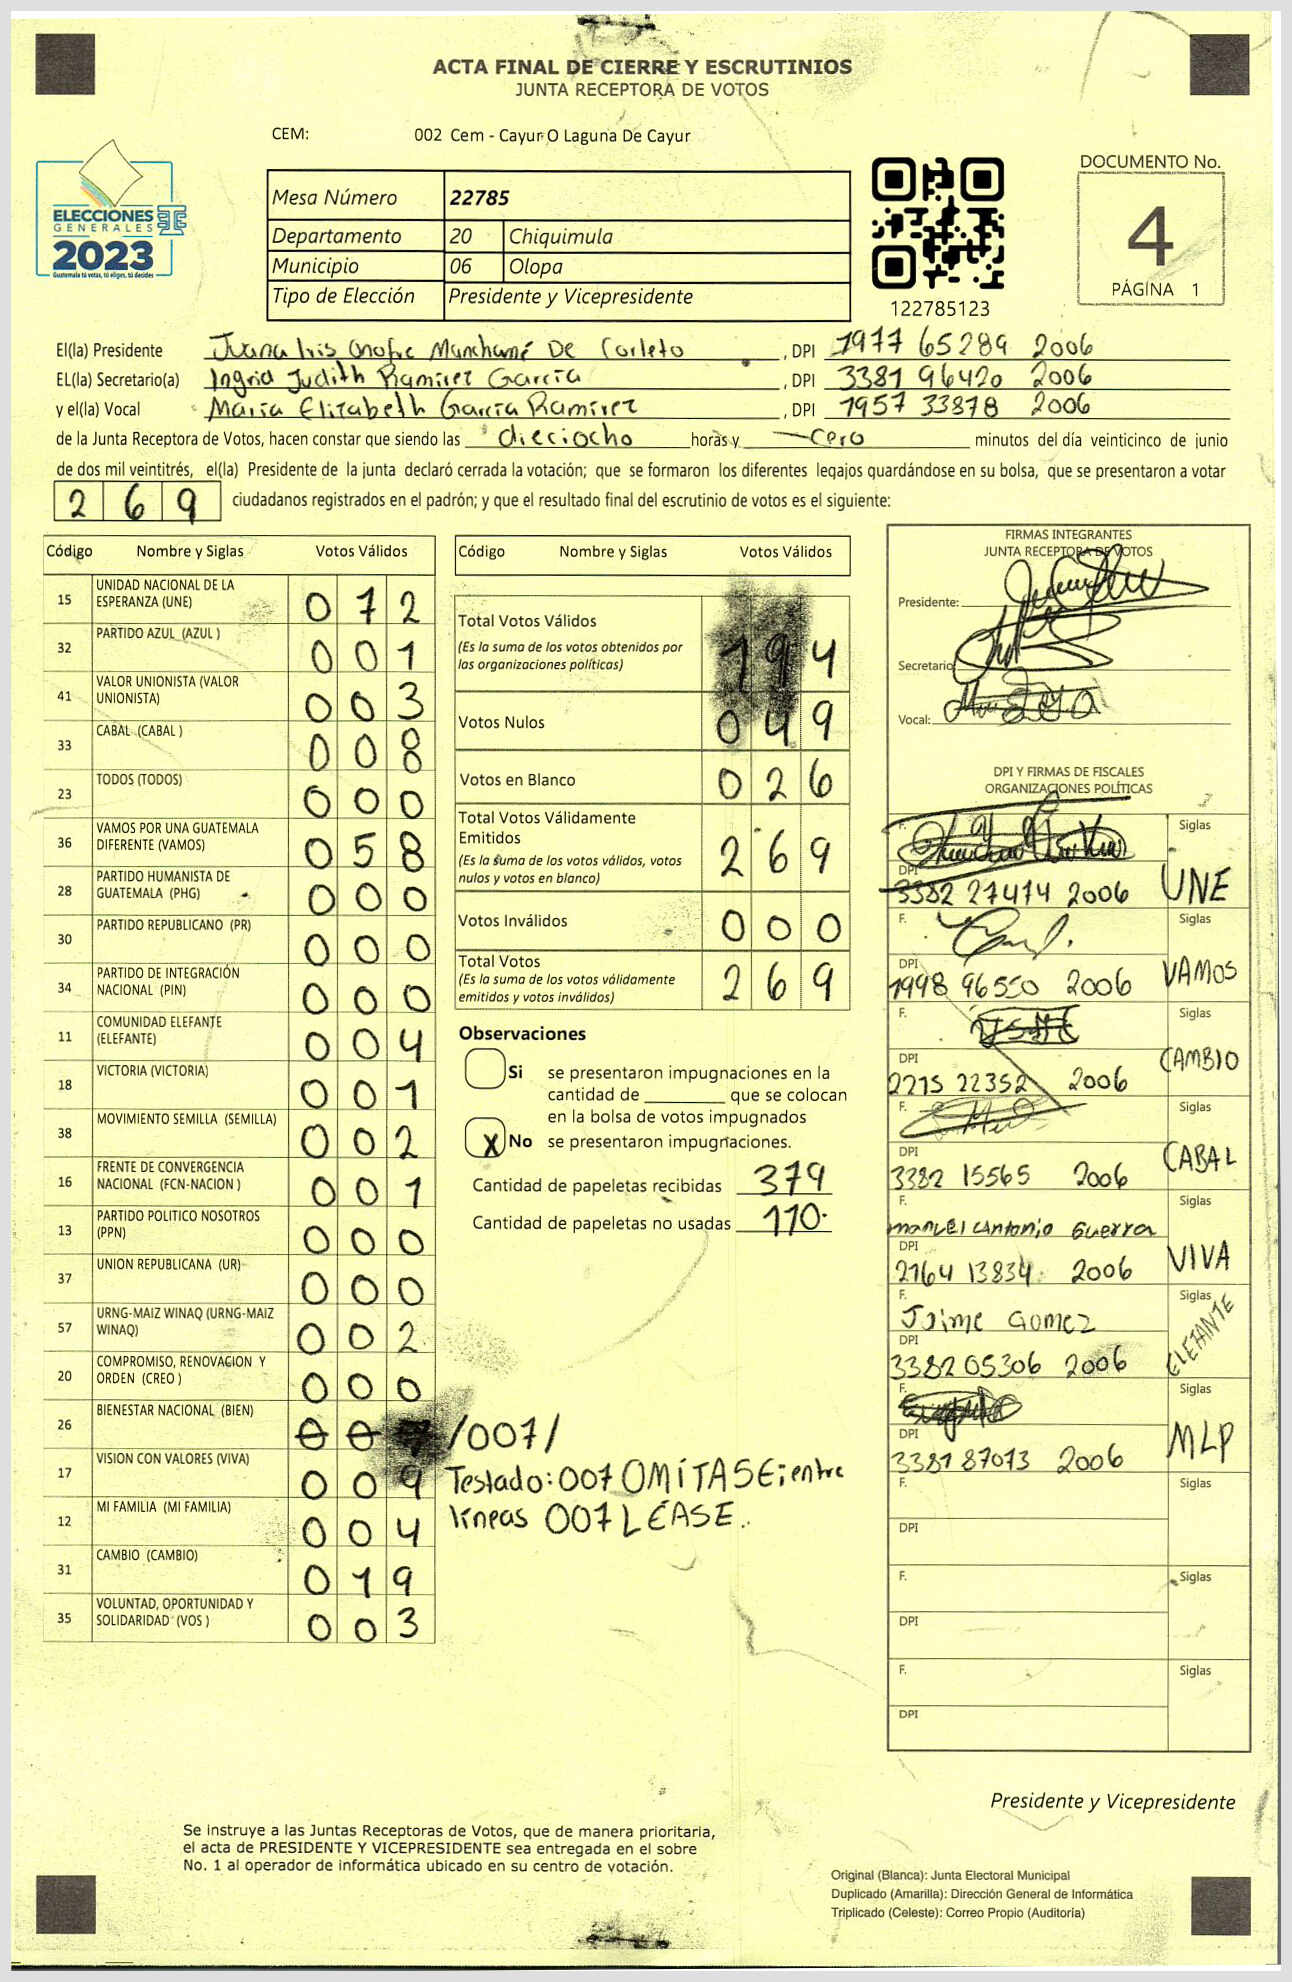 ACTA FINAL DE CIERRE Y ESCRUTINIOS
JUNTA RECEPTORA DE VOTOS
CEM: 002 Cem - Cayur O Laguna De Cayur
ELECCIONES
GENERALES
2023
Guatemala tú votas, tú eliges, tú decides
Mesa Número 22785
Departamento 20 Chiquimula
Municipio 06 Olopa
Tipo de Elección Presidente y Vicepresidente
122785123
DOCUMENTO No.
4
PÁGINA 1
El(la) Presidente Juana Iris Onofre Manchamé De Corleto , DPI 1977 65289 2006
EL(la) Secretario(a) Ingrid Judith Ramirez García , DPI 3381 96420 2006
y el(la) Vocal Maria Elizabeth García Ramirez , DPI 1957 33878 2006
de la Junta Receptora de Votos, hacen constar que siendo las dieciocho horas y cero minutos del día veinticinco de junio
de dos mil veintitrés, el(la) Presidente de la junta declaró cerrada la votación; que se formaron los diferentes legajos guardándose en su bolsa, que se presentaron a votar
2 6 9 ciudadanos registrados en el padrón; y que el resultado final del escrutinio de votos es el siguiente:
Código Nombre y Siglas Votos Válidos
15 UNIDAD NACIONAL DE LA
ESPERANZA (UNE) 0 7 2
32 PARTIDO AZUL (AZUL ) 0 0 1
41 VALOR UNIONISTA (VALOR
UNIONISTA) 0 0 3
33 CABAL (CABAL ) 0 0 8
23 TODOS (TODOS) 0 0 0
36 VAMOS POR UNA GUATEMALA
DIFERENTE (VAMOS) 0 5 8
28 PARTIDO HUMANISTA DE
GUATEMALA (PHG) 0 0 0
30 PARTIDO REPUBLICANO (PR) 0 0 0
34 PARTIDO DE INTEGRACIÓN
NACIONAL (PIN) 0 0 0
11 COMUNIDAD ELEFANTE
(ELEFANTE) 0 0 4
18 VICTORIA (VICTORIA) 0 0 1
38 MOVIMIENTO SEMILLA (SEMILLA) 0 0 2
16 FRENTE DE CONVERGENCIA
NACIONAL (FCN-NACION ) 0 0 1
13 PARTIDO POLITICO NOSOTROS
(PPN) 0 0 0
37 UNION REPUBLICANA (UR) 0 0 0
57 URNG-MAIZ WINAQ (URNG-MAIZ
WINAQ) 0 0 2
20 COMPROMISO, RENOVACION Y
ORDEN (CREO ) 0 0 0
26 BIENESTAR NACIONAL (BIEN) 0 0 7 /007/
17 VISION CON VALORES (VIVA) 0 0 9
12 MI FAMILIA (MI FAMILIA) 0 0 4
31 CAMBIO (CAMBIO) 0 1 9
35 VOLUNTAD, OPORTUNIDAD Y
SOLIDARIDAD (VOS ) 0 0 3
Testado: 007 OMÍTASE; entre
líneas 007 LÉASE.
Código Nombre y Siglas Votos Válidos
Total Votos Válidos 1 9 4
(Es la suma de los votos obtenidos por
las organizaciones políticas)
Votos Nulos 0 4 9
Votos en Blanco 0 2 6
Total Votos Válidamente
Emitidos 2 6 9
(Es la suma de los votos válidos, votos
nulos y votos en blanco)
Votos Inválidos 0 0 0
Total Votos 2 6 9
(Es la suma de los votos válidamente
emitidos y votos inválidos)
Observaciones
Si se presentaron impugnaciones en la
cantidad de ________ que se colocan
en la bolsa de votos impugnados
X No se presentaron impugnaciones.
Cantidad de papeletas recibidas 379
Cantidad de papeletas no usadas 110
FIRMAS INTEGRANTES
JUNTA RECEPTORA DE VOTOS
Presidente:
Secretario
Vocal:
DPI Y FIRMAS DE FISCALES
ORGANIZACIONES POLÍTICAS
F. Siglas
DPI 3382 27474 2006 UNE
F. Siglas
DPI 1998 96550 2006 VAMOS
F. Siglas
DPI 2215 22352 2006 CAMBIO
F. Siglas
DPI 3382 15565 2006 CABAL
F. Manuel Antonio Guerra Siglas
DPI 2164 13834 2006 VIVA
F. Jaime Gomez Siglas
DPI 3382 05306 2006 ELEFANTE
F. Siglas
DPI 3381 87073 2006 MLP
F. Siglas
DPI
F. Siglas
DPI
F. Siglas
DPI
Presidente y Vicepresidente
Se instruye a las Juntas Receptoras de Votos, que de manera prioritaria,
el acta de PRESIDENTE Y VICEPRESIDENTE sea entregada en el sobre
No. 1 al operador de informática ubicado en su centro de votación.
Original (Blanca): Junta Electoral Municipal
Duplicado (Amarilla): Dirección General de Informática
Triplicado (Celeste): Correo Propio (Auditoría)